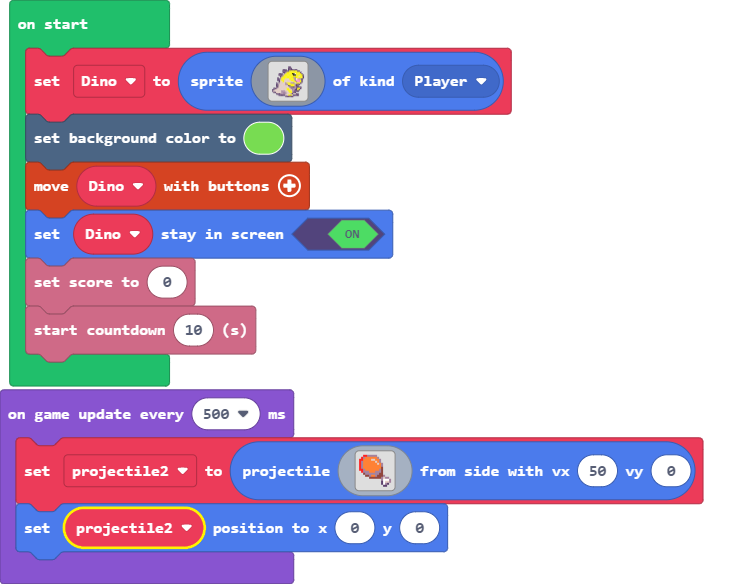 on start
set Dino to sprite of kind Player
set background color to
move Dino with buttons
set Dino stay in screen ON
set score to 0
start countdown 10 (s)
on game update every 500 ms
set projectile2 to projectile from side with vx 50 vy 0
set projectile2 position to x 0 y 0